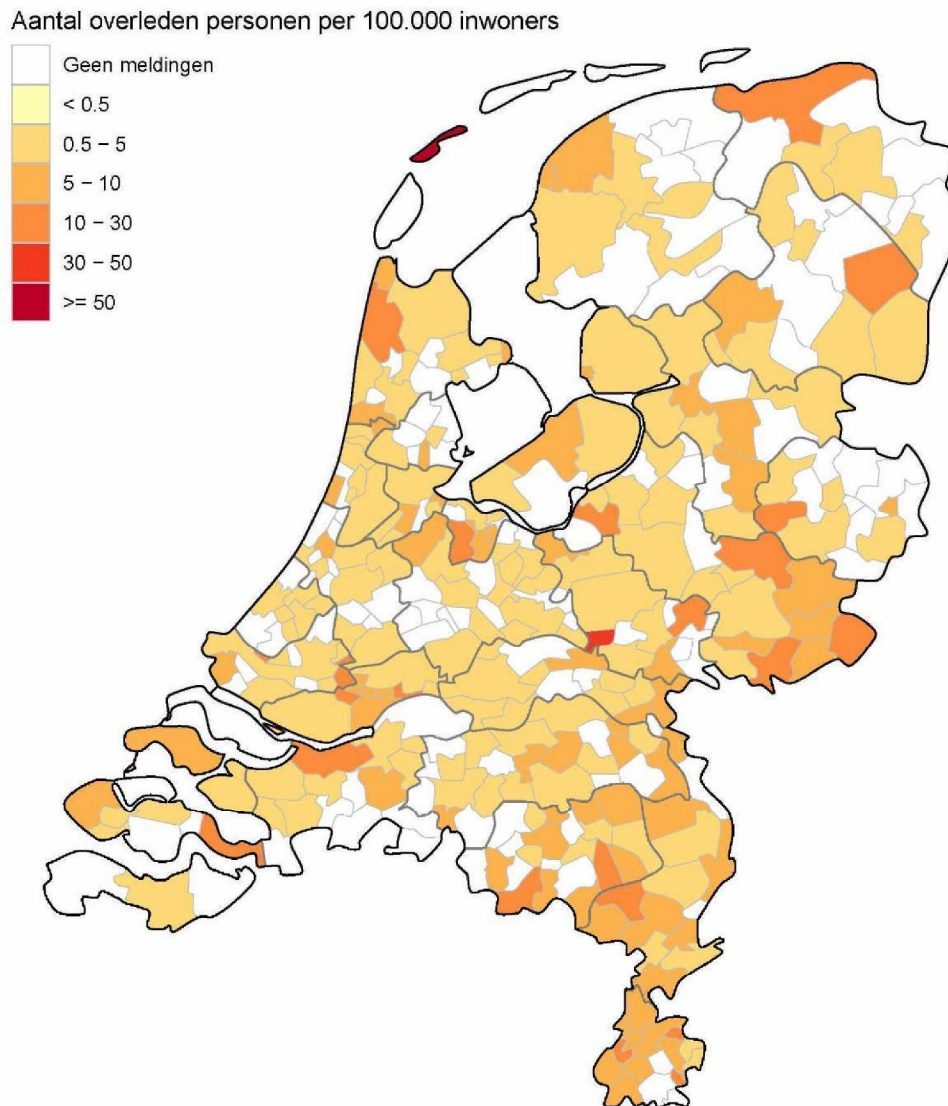 Aantal overleden personen per 100.000 inwoners
Geen meldingen
< 0.5
0.5 − 5
5 − 10
10 − 30
30 − 50
>= 50